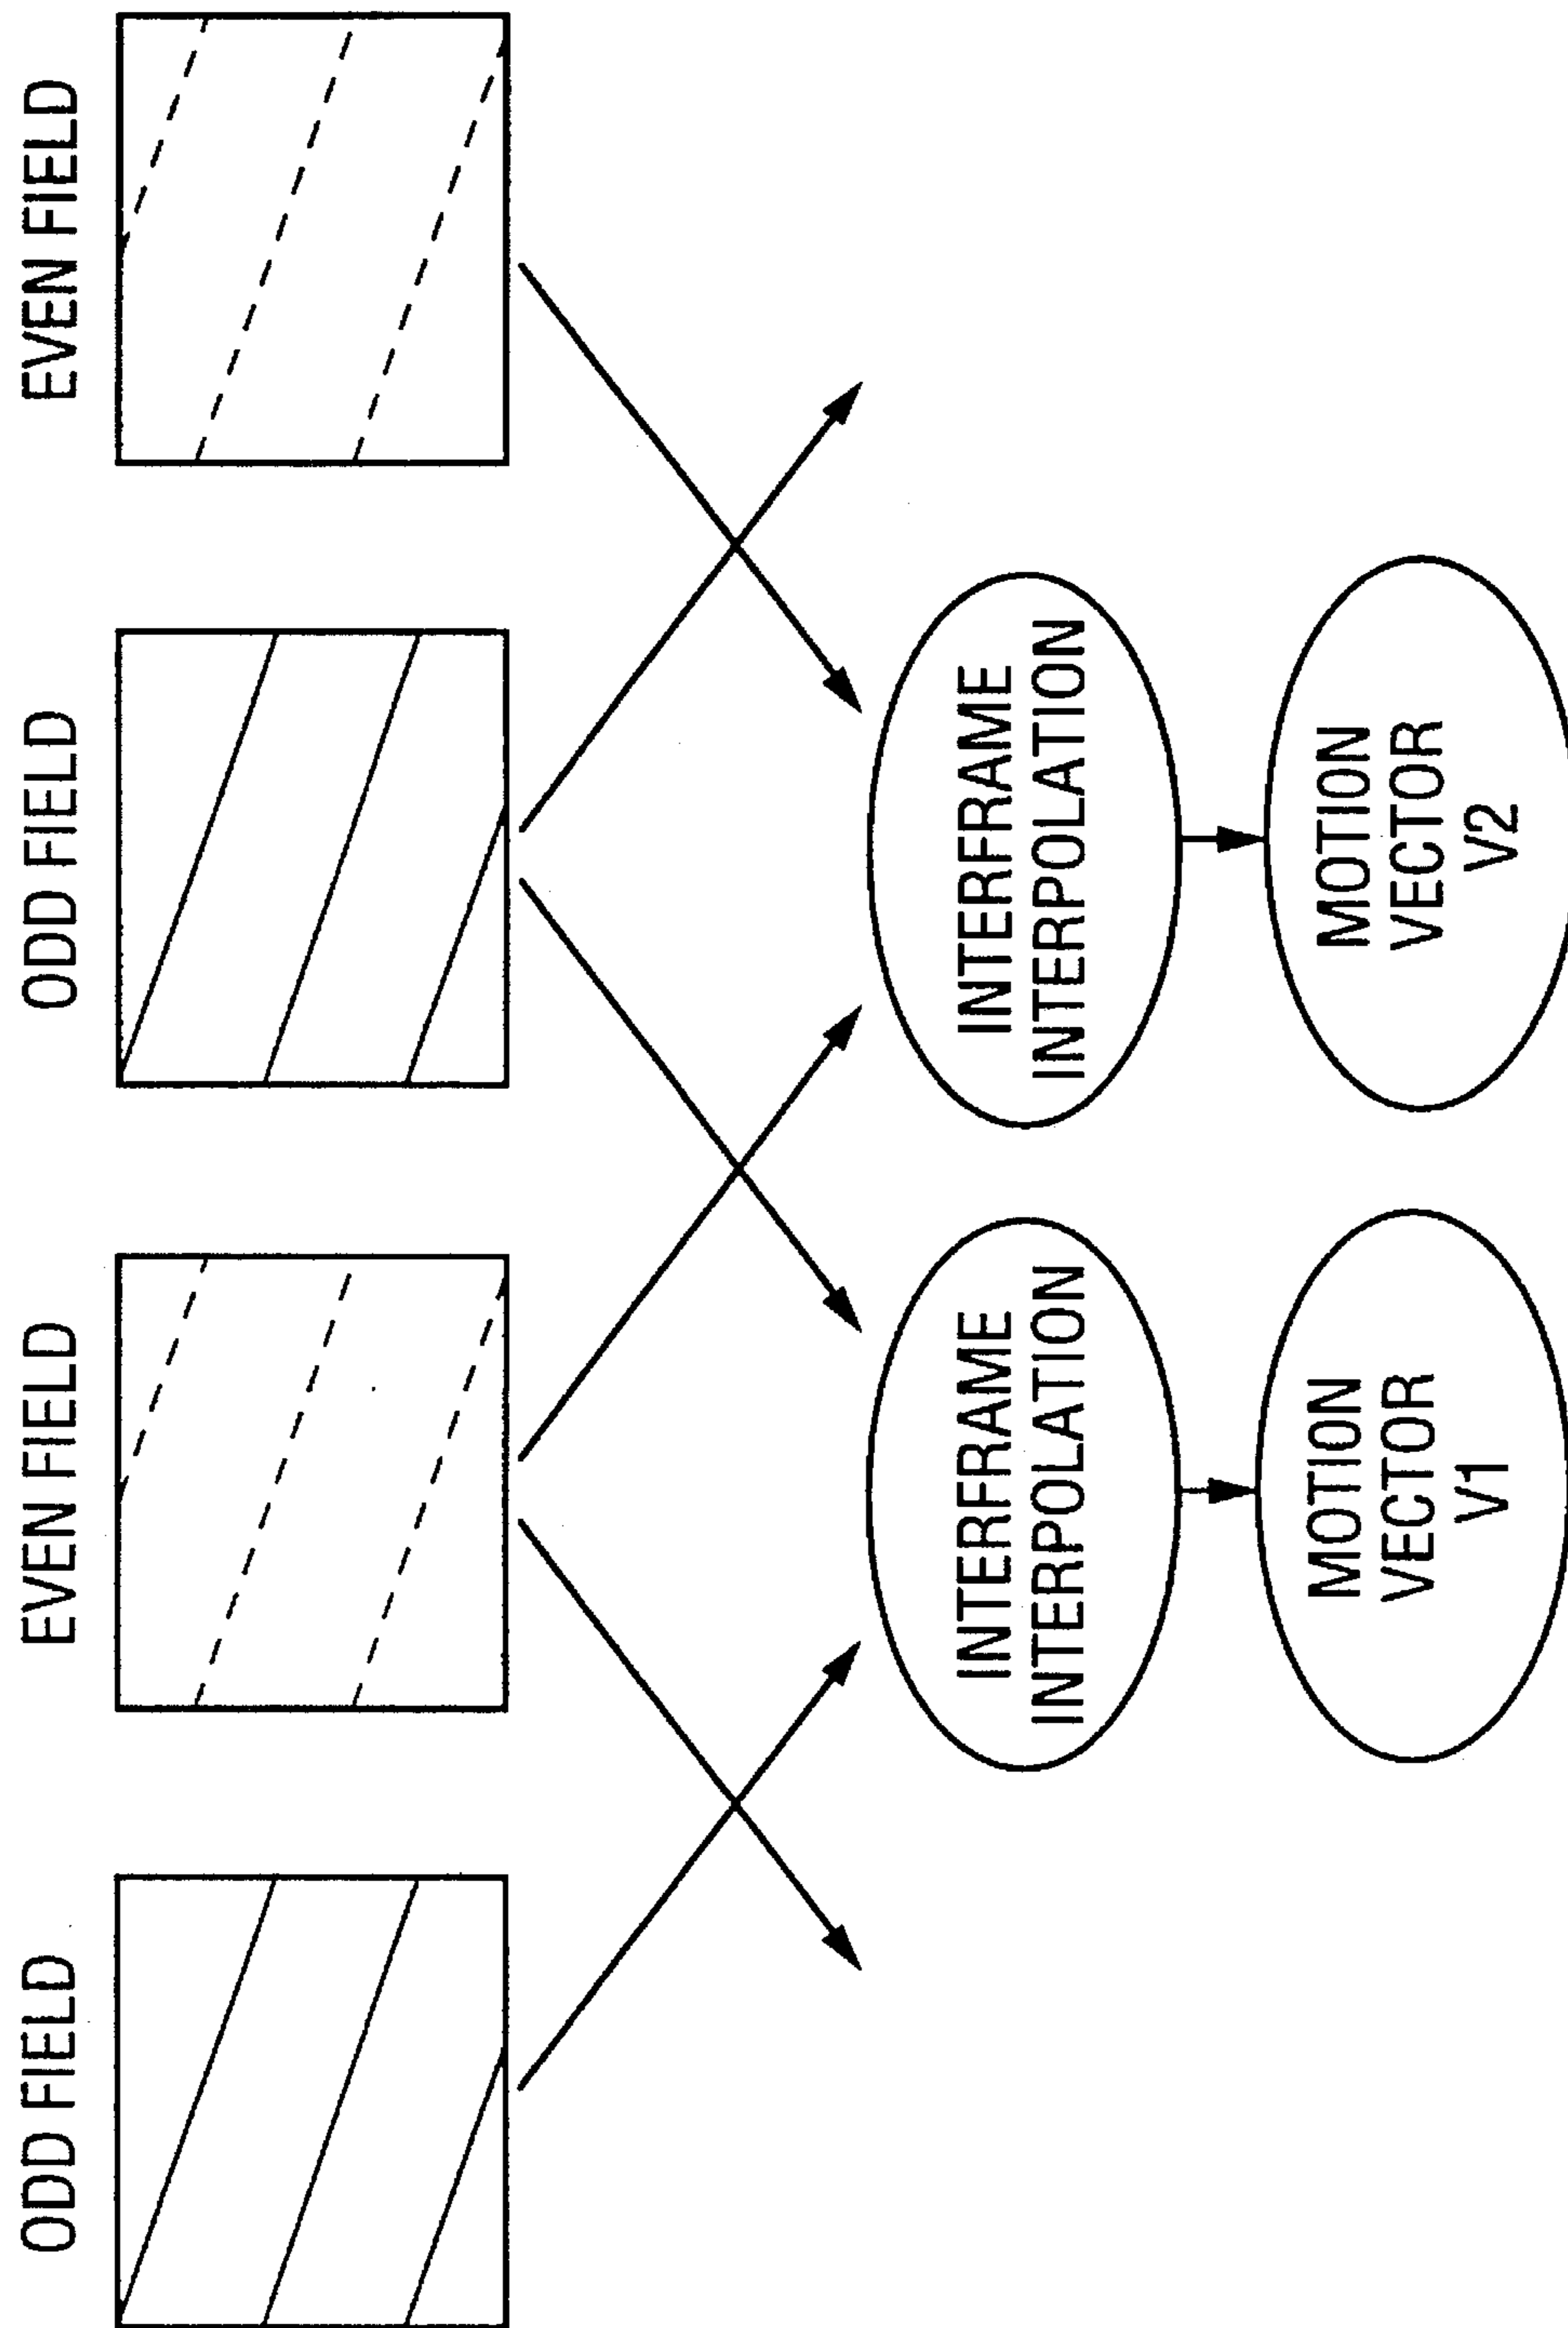 ODD FIELD
EVEN FIELD
ODD FIELD
EVEN FIELD
INTERFRAME
INTERPOLATION
INTERFRAME
INTERPOLATION
MOTION
VECTOR
V1
MOTION
VECTOR
V2